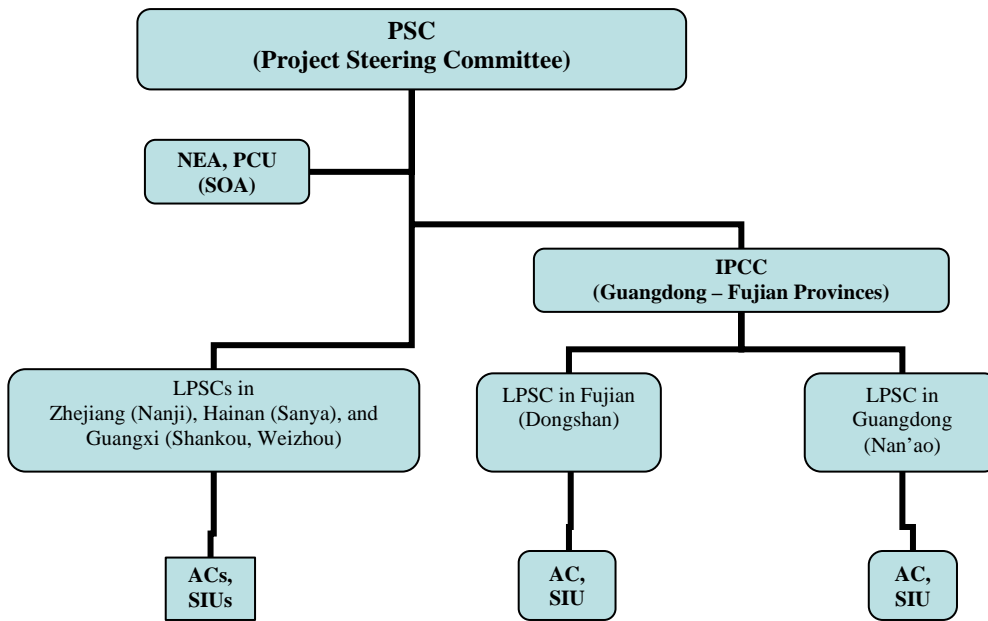 PSC
(Project Steering Committee)
NEA, PCU
(SOA)
IPCC
(Guangdong – Fujian Provinces)
LPSCs in
Zhejiang (Nanji), Hainan (Sanya), and
Guangxi (Shankou, Weizhou)
LPSC in Fujian
(Dongshan)
LPSC in
Guangdong
(Nan’ao)
ACs,
SIUs
AC,
SIU
AC,
SIU